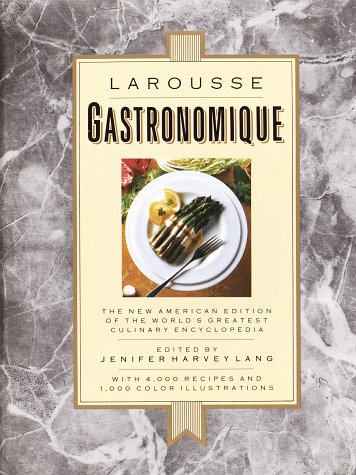 LAROUSSE
GASTRONOMIQUE
THE NEW AMERICAN EDITION
OF THE WORLD'S GREATEST
CULINARY ENCYCLOPEDIA
EDITED BY
JENIFER HARVEY LANG
WITH 4,000 RECIPES AND
1,000 COLOR ILLUSTRATIONS